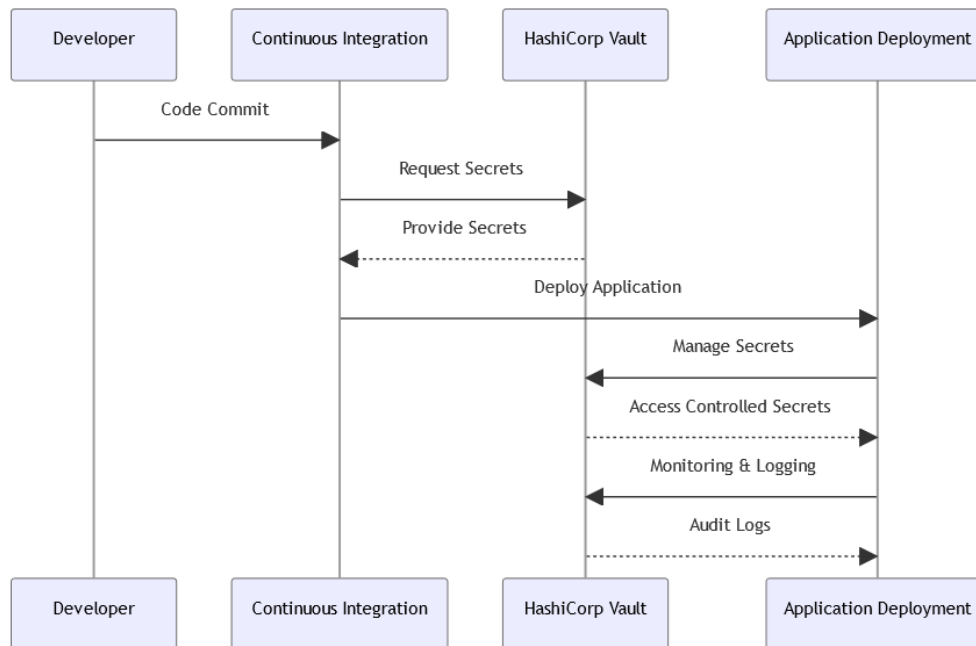 Developer
Continuous Integration
HashiCorp Vault
Application Deployment
Code Commit
Request Secrets
Provide Secrets
Deploy Application
Manage Secrets
Access Controlled Secrets
Monitoring & Logging
Audit Logs
Developer
Continuous Integration
HashiCorp Vault
Application Deployment